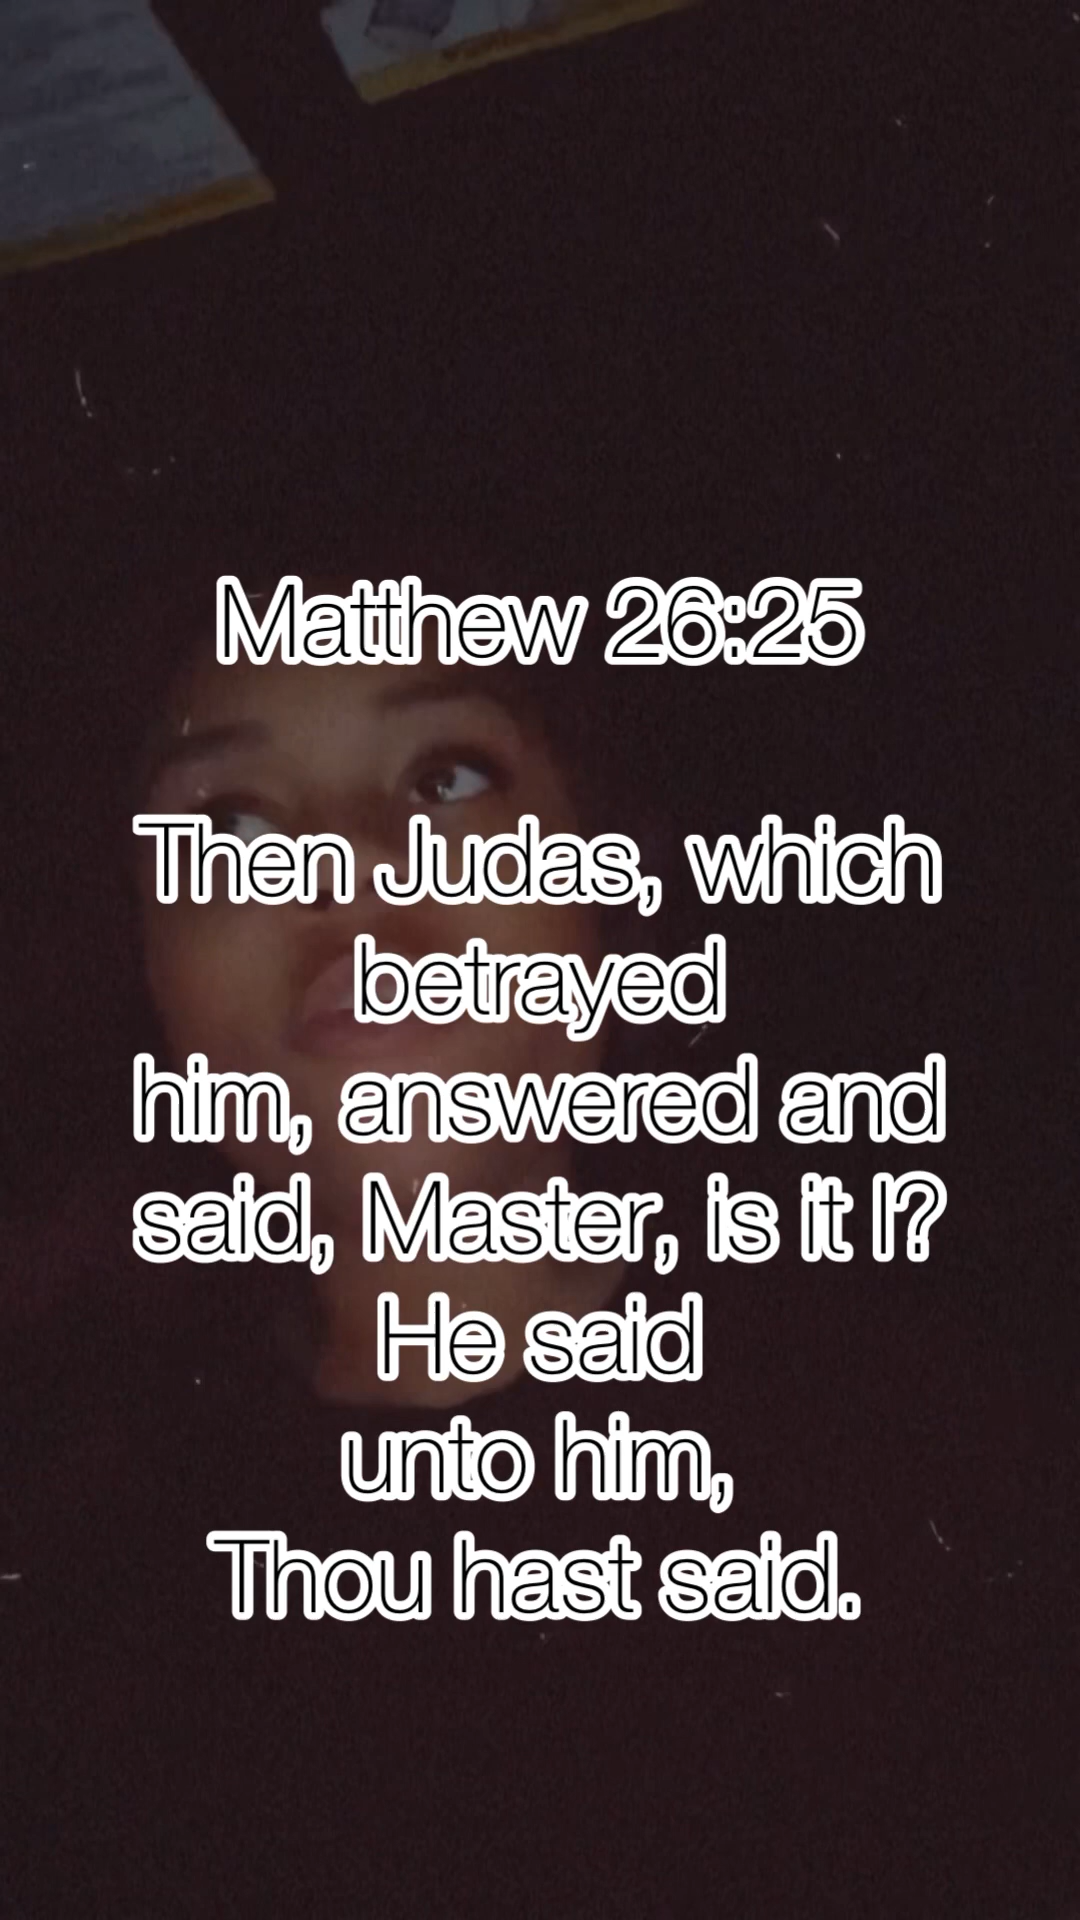 Matthew 26:25
Then Judas, which
betrayed
him, answered and
said, Master, is it I?
He said
unto him,
Thou hast said.